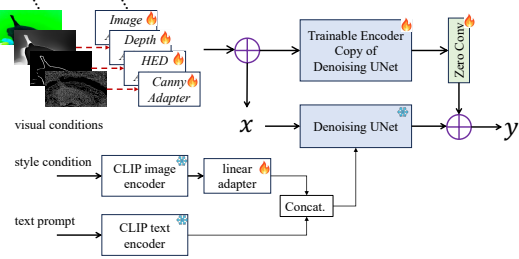 Image
Depth
HED
Canny
Adapter
visual conditions
Trainable Encoder
Copy of
Denoising UNet
Zero Conv
x
Denoising UNet
y
style condition
CLIP image
encoder
linear
adapter
Concat.
text prompt
CLIP text
encoder